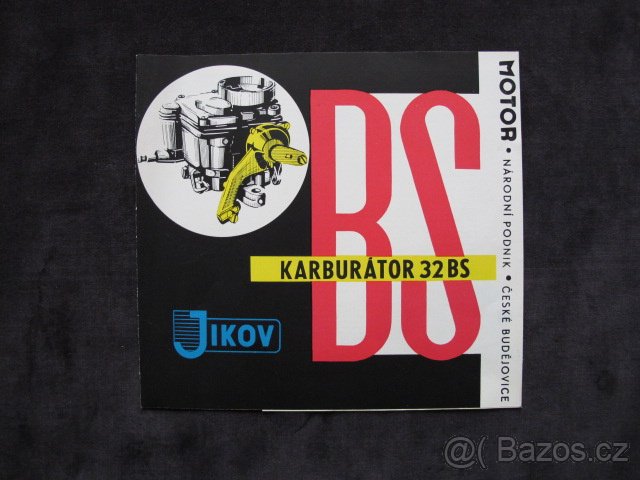 BS
KARBURÁTOR 32 BS
JIKOV
MOTOR • NÁRODNÍ PODNIK • ČESKÉ BUDĚJOVICE
@( Bazos.cz